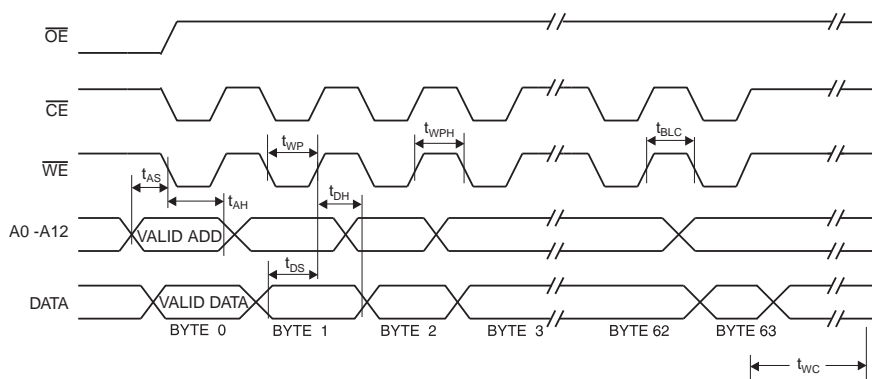 OE
CE
tWP
tWPH
tBLC
WE
tAS
tAH
tDH
A0 -A12
VALID ADD
tDS
DATA
VALID DATA
BYTE 0
BYTE 1
BYTE 2
BYTE 3
BYTE 62
BYTE 63
tWC